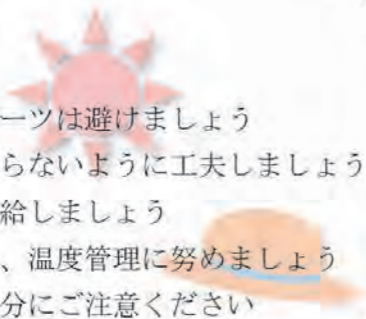 ーツは避けましょう
らないように工夫しましょう
給しましょう
、温度管理に努めましょう
分にご注意ください